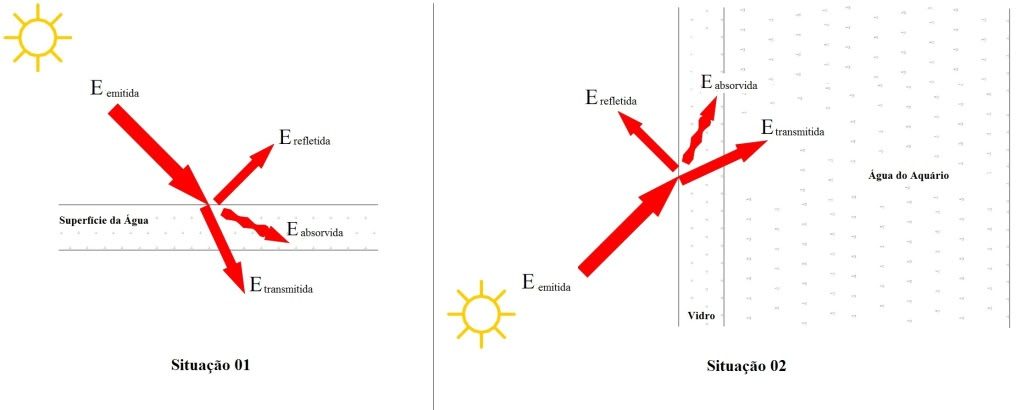 E emitida
E refletida
Superfície da Água
E absorvida
E transmitida
Situação 01
E absorvida
E refletida
E transmitida
Água do Aquário
E emitida
Vidro
Situação 02